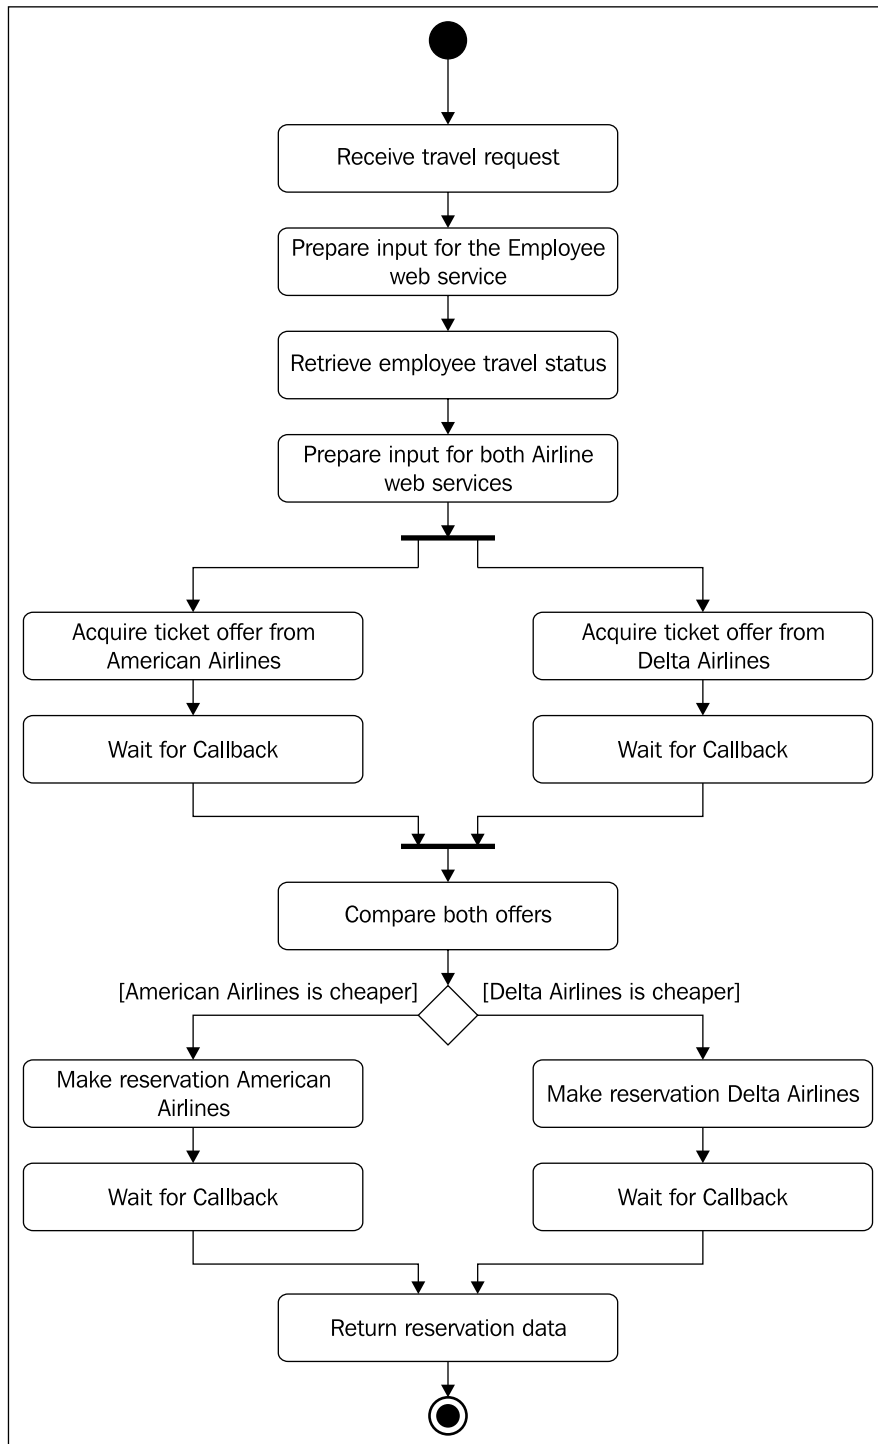 Receive travel request
Prepare input for the Employee
web service
Retrieve employee travel status
Prepare input for both Airline
web services
Acquire ticket offer from
American Airlines
Acquire ticket offer from
Delta Airlines
Wait for Callback
Wait for Callback
Compare both offers
[American Airlines is cheaper]
[Delta Airlines is cheaper]
Make reservation American
Airlines
Make reservation Delta Airlines
Wait for Callback
Wait for Callback
Return reservation data